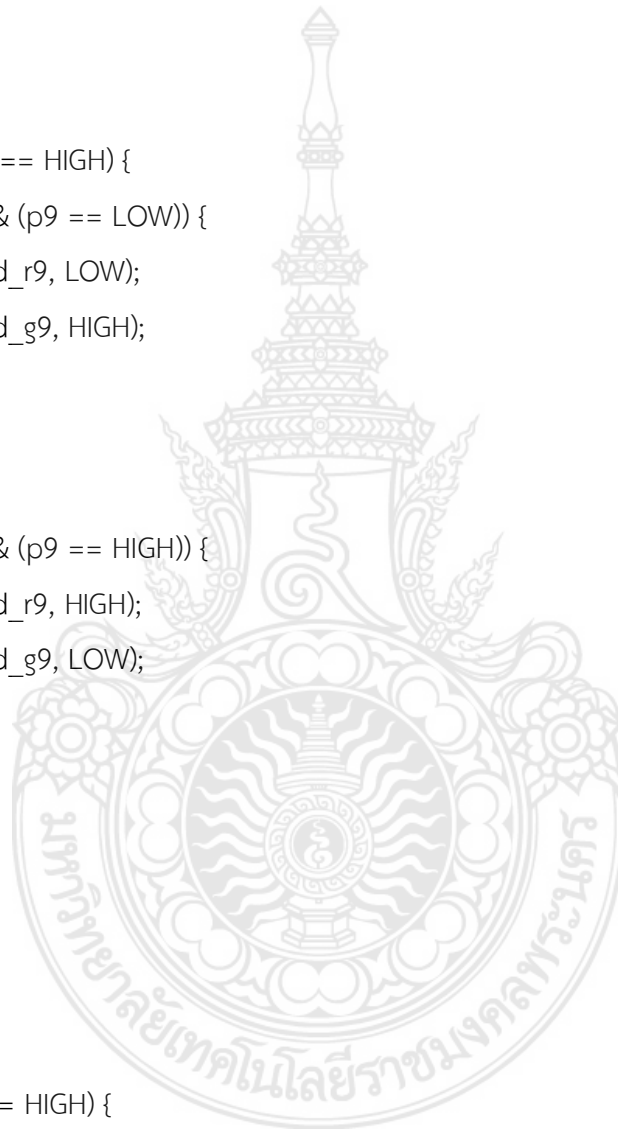 == HIGH) {
& (p9 == LOW)) {
d_r9, LOW);
d_g9, HIGH);
& (p9 == HIGH)) {
d_r9, HIGH);
d_g9, LOW);
มหาวิทยาลัยเทคโนโลยีราชมงคลพระนคร
= HIGH) {